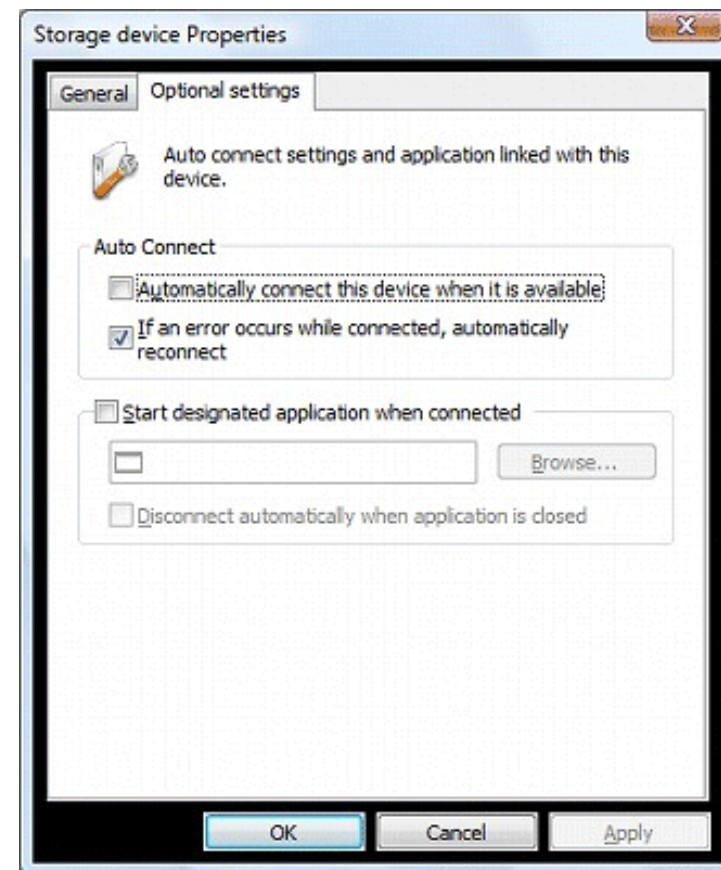 Storage device Properties
General
Optional settings
Auto connect settings and application linked with this
device.
Auto Connect
Automatically connect this device when it is available
If an error occurs while connected, automatically
reconnect
Start designated application when connected
Browse...
Disconnect automatically when application is closed
OK
Cancel
Apply